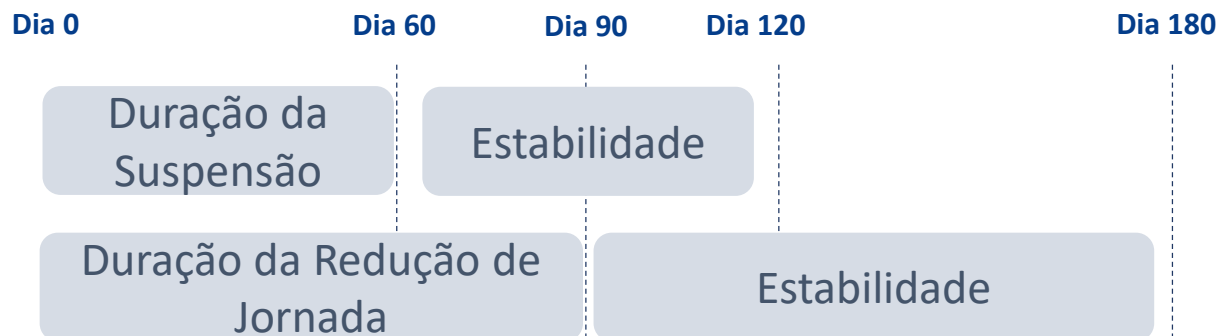 Dia 0 Dia 60 Dia 90 Dia 120 Dia 180
Duração da
Suspensão
Estabilidade
Duração da Redução de
Jornada
Estabilidade